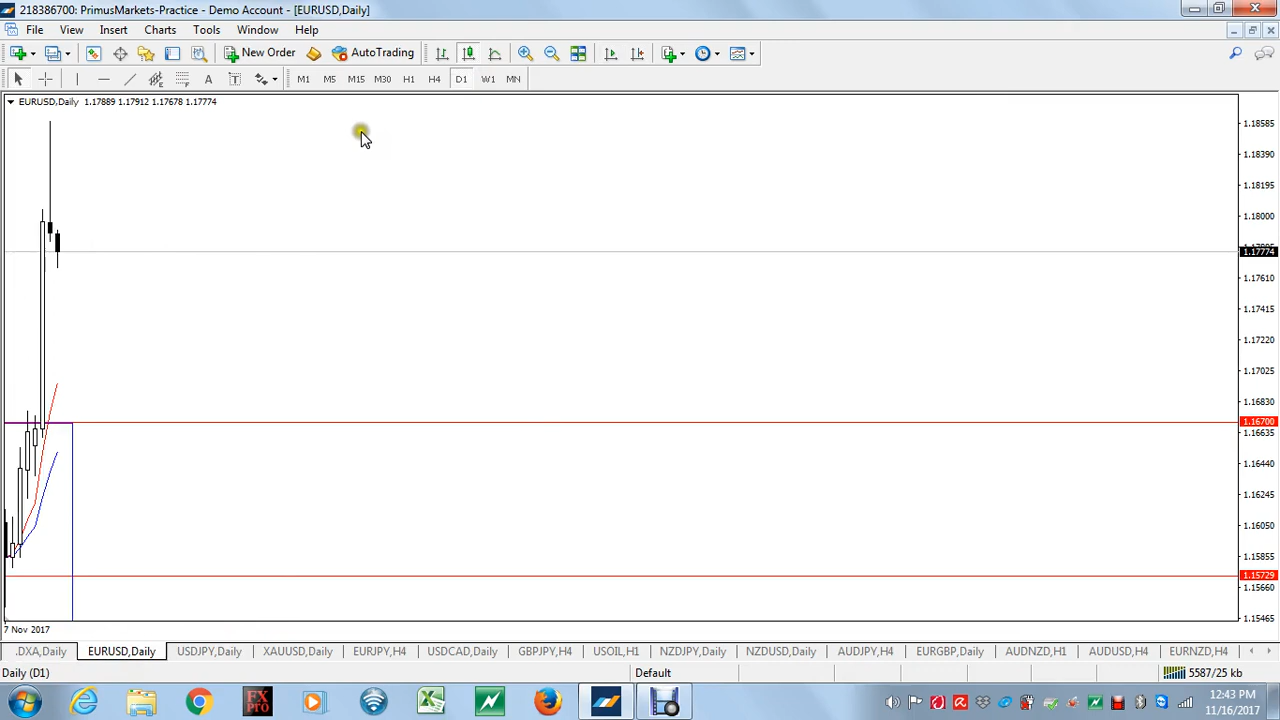 218386700: PrimusMarkets-Practice - Demo Account - [EURUSD,Daily]
File View Insert Charts Tools Window Help
New Order AutoTrading
A T M1 M5 M15 M30 H1 H4 D1 W1 MN
EURUSD,Daily 1.17889 1.17912 1.17678 1.17774
1.18585
1.18390
1.18195
1.18000
1.17774
1.17610
1.17415
1.17220
1.17025
1.16830
1.16700
1.16635
1.16440
1.16245
1.16050
1.15855
1.15729
1.15660
1.15465
7 Nov 2017
.DXA,Daily EURUSD,Daily USDJPY,Daily XAUUSD,Daily EURJPY,H4 USDCAD,Daily GBPJPY,H4 USOIL,H1 NZDJPY,Daily NZDUSD,Daily AUDJPY,H4 EURGBP,Daily AUDNZD,H1 AUDUSD,H4 EURNZD,H4
Daily (D1) Default 5587/25 kb
FX Pro
12:43 PM
11/16/2017